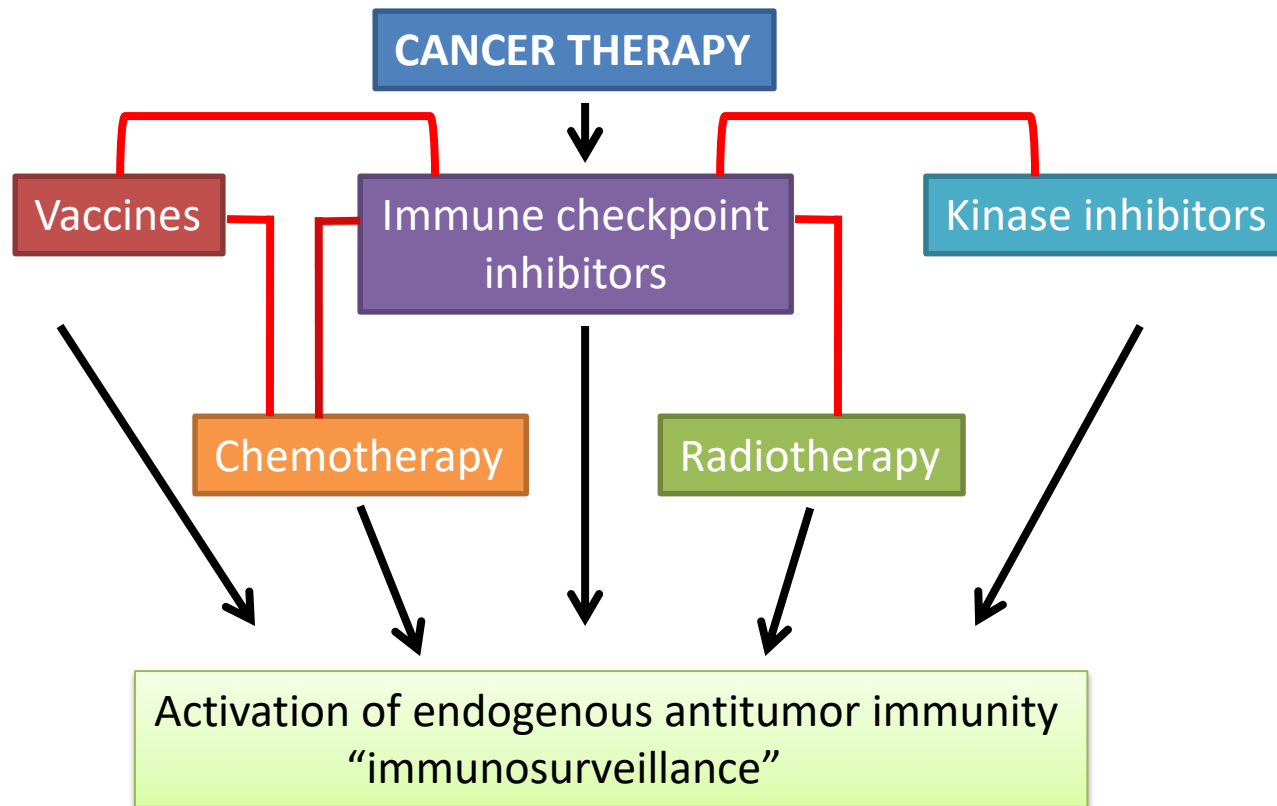 CANCER THERAPY
Vaccines
Immune checkpoint
inhibitors
Kinase inhibitors
Chemotherapy
Radiotherapy
Activation of endogenous antitumor immunity
“immunosurveillance”